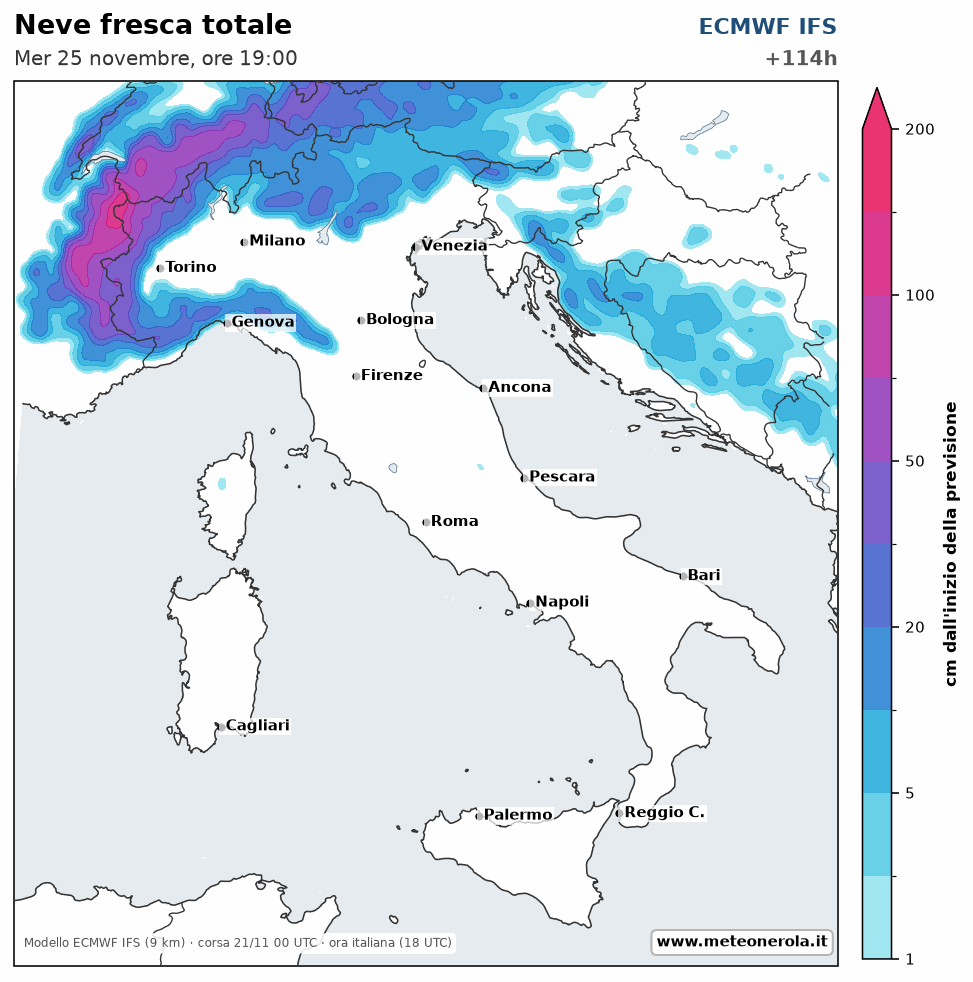 Neve fresca totale
ECMWF IFS
Mer 25 novembre, ore 19:00
+114h
200
100
50
20
5
1
cm dall'inizio della previsione
Milano
Venezia
Torino
Genova
Bologna
Firenze
Ancona
Pescara
Roma
Bari
Napoli
Cagliari
Palermo
Reggio C.
Modello ECMWF IFS (9 km) · corsa 21/11 00 UTC · ora italiana (18 UTC)
www.meteonerola.it